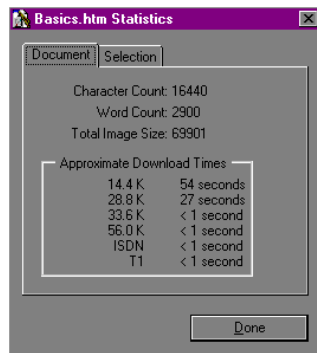 Basics.htm Statistics
Document Selection
Character Count: 16440
Word Count: 2900
Total Image Size: 69901
Approximate Download Times
14.4 K 54 seconds
28.8 K 27 seconds
33.6 K < 1 second
56.0 K < 1 second
ISDN < 1 second
T1 < 1 second
Done